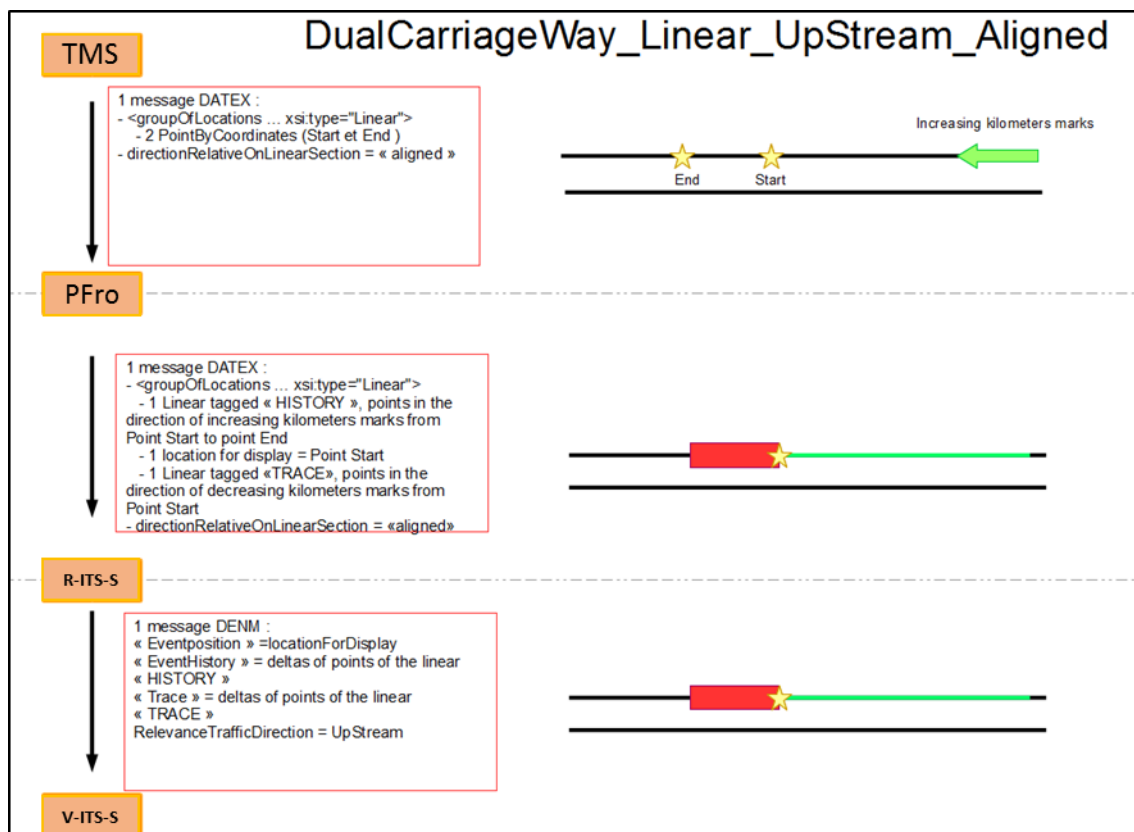 DualCarriageWay_Linear_UpStream_Aligned
TMS
1 message DATEX :
- <groupOfLocations ... xsi:type="Linear">
- 2 PointByCoordinates (Start et End )
- directionRelativeOnLinearSection = « aligned »
Increasing kilometers marks
End
Start
PFro
1 message DATEX :
- <groupOfLocations ... xsi:type="Linear">
- 1 Linear tagged « HISTORY », points in the
direction of increasing kilometers marks from
Point Start to point End
- 1 location for display = Point Start
- 1 Linear tagged «TRACE», points in the
direction of decreasing kilometers marks from
Point Start
- directionRelativeOnLinearSection = «aligned»
R-ITS-S
1 message DENM :
« Eventposition » =locationForDisplay
« EventHistory » = deltas of points of the linear
« HISTORY »
« Trace » = deltas of points of the linear
« TRACE »
RelevanceTrafficDirection = UpStream
V-ITS-S